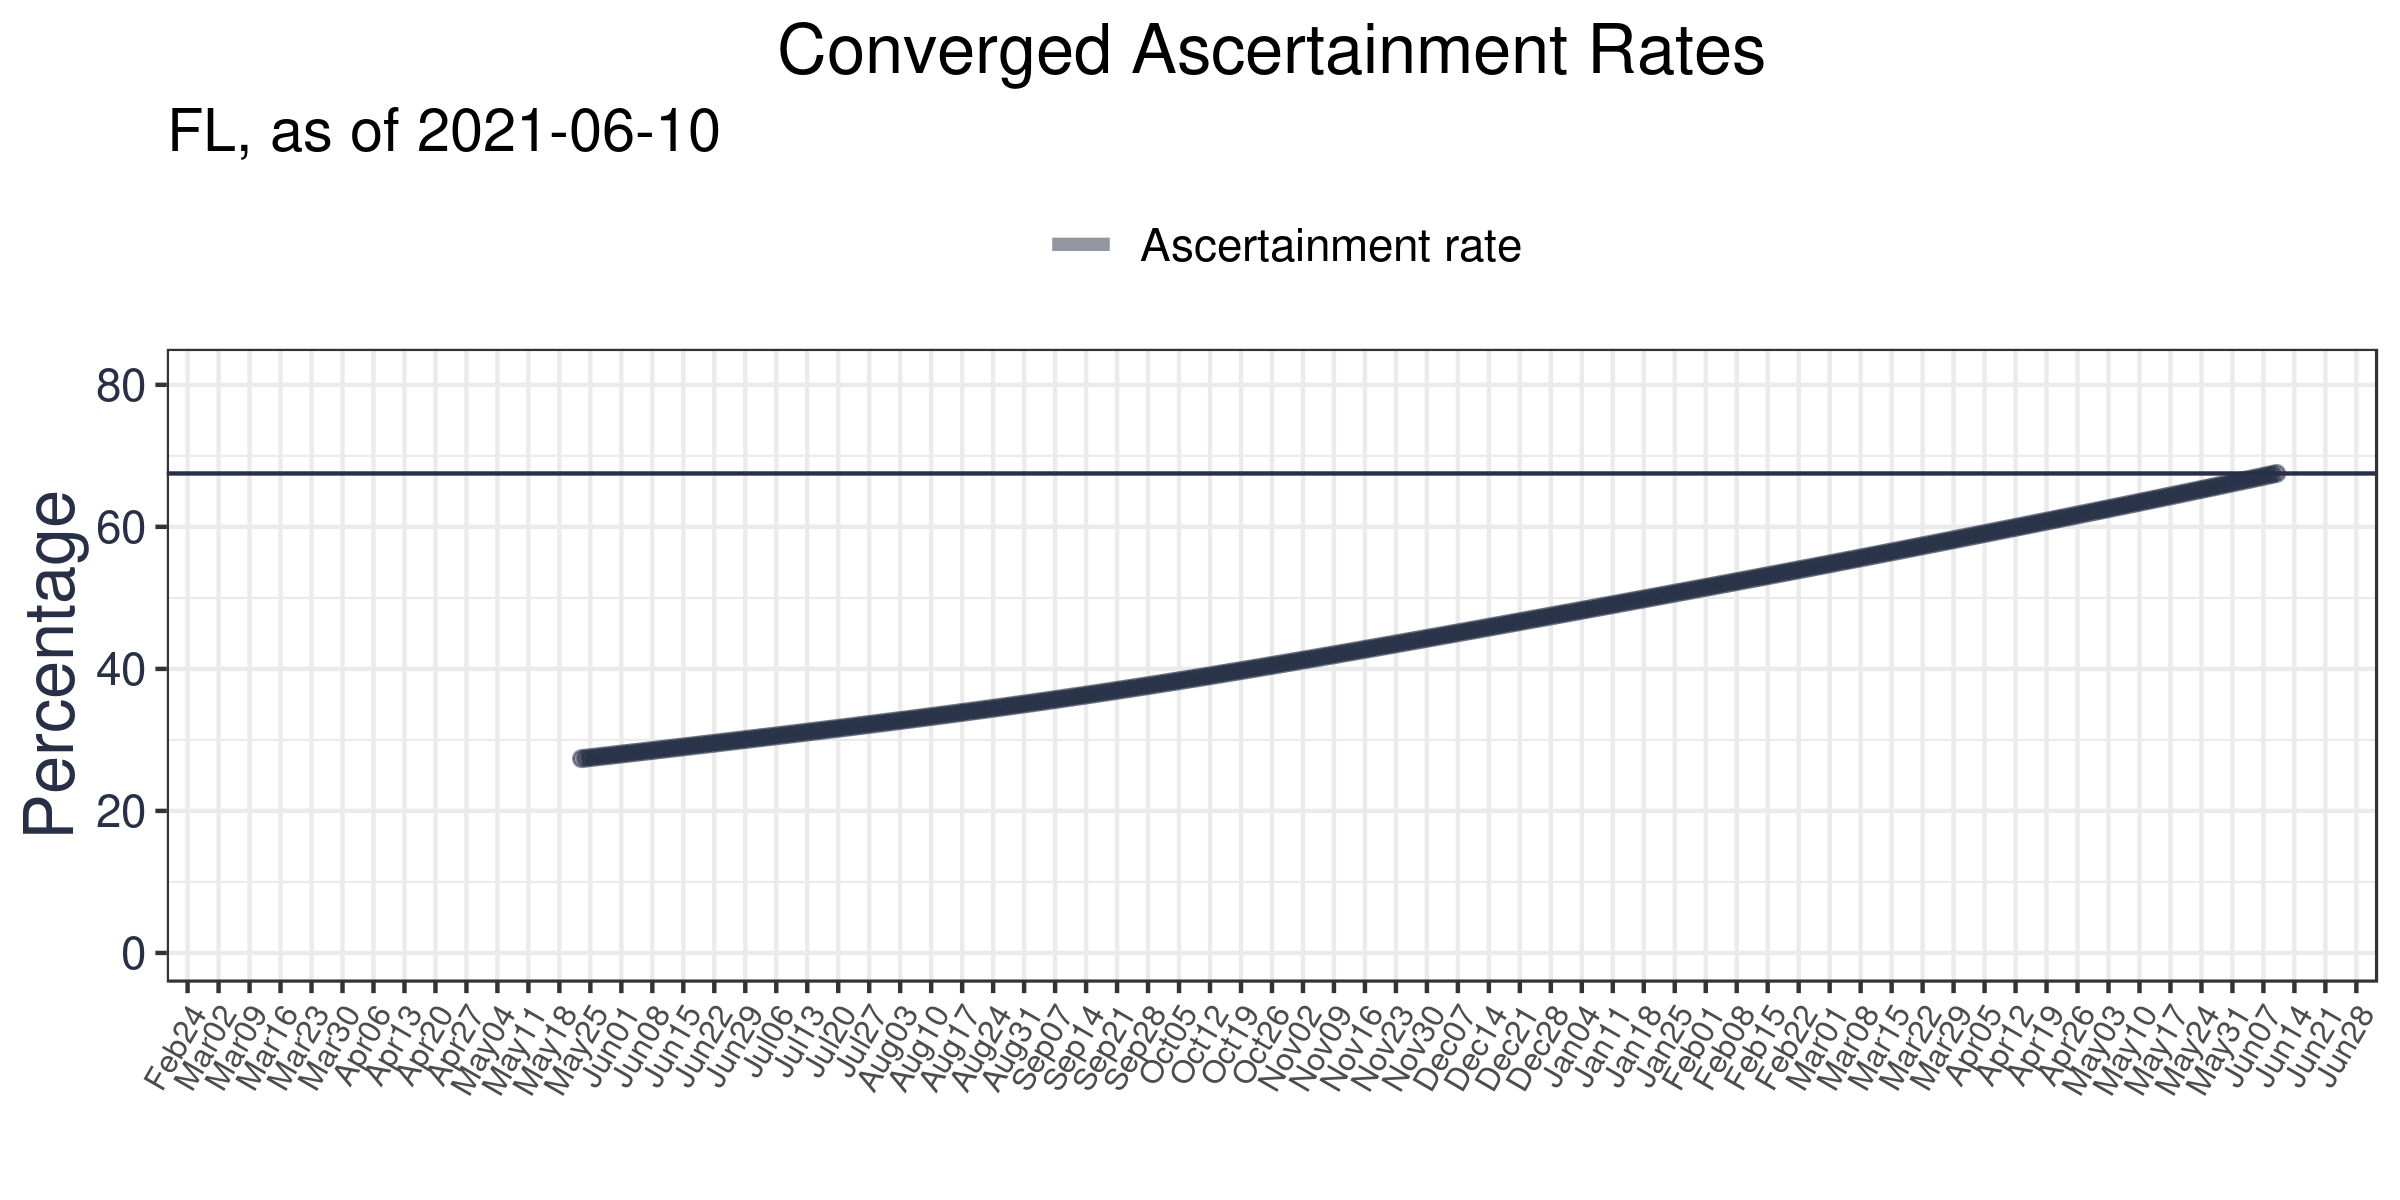 Converged Ascertainment Rates
FL, as of 2021-06-10
Ascertainment rate
Percentage
80
60
40
20
0
Feb24
Mar02
Mar09
Mar16
Mar23
Mar30
Apr06
Apr13
Apr20
Apr27
May04
May11
May18
May25
Jun01
Jun08
Jun15
Jun22
Jun29
Jul06
Jul13
Jul20
Jul27
Aug03
Aug10
Aug17
Aug24
Aug31
Sep07
Sep14
Sep21
Sep28
Oct05
Oct12
Oct19
Oct26
Nov02
Nov09
Nov16
Nov23
Nov30
Dec07
Dec14
Dec21
Dec28
Jan04
Jan11
Jan18
Jan25
Feb01
Feb08
Feb15
Feb22
Mar01
Mar08
Mar15
Mar22
Mar29
Apr05
Apr12
Apr19
Apr26
May03
May10
May17
May24
May31
Jun07
Jun14
Jun21
Jun28